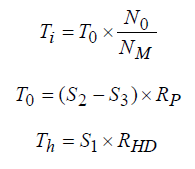 T_i = T_0 × N_0 / N_M
T_0 = (S_2 − S_3) × R_P
T_h = S_1 × R_HD